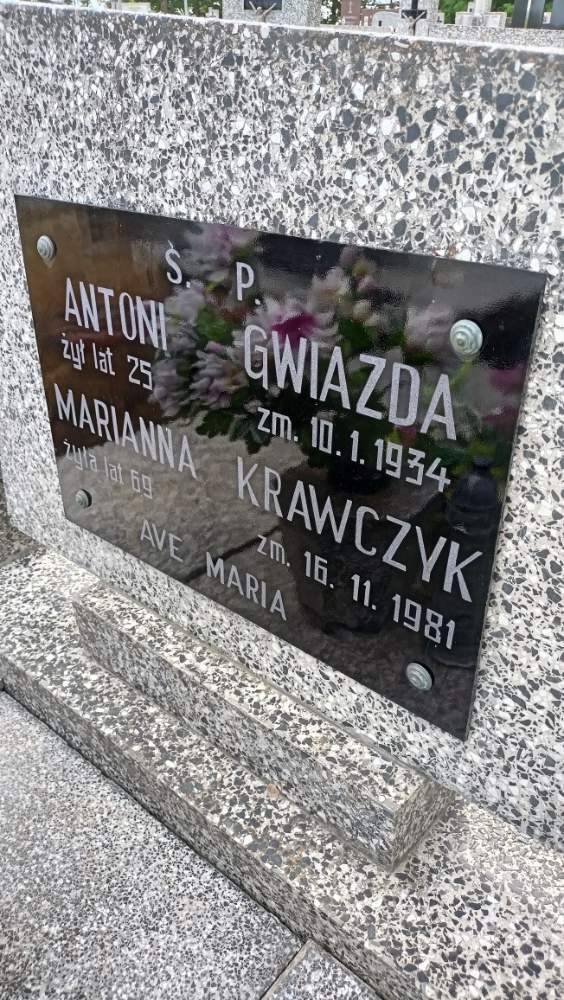 Ś. P.
ANTONI GWIAZDA
żył lat 25 zm. 10.1.1934
MARIANNA KRAWCZYK
żyła lat 69 zm. 16.11.1981
AVE MARIA